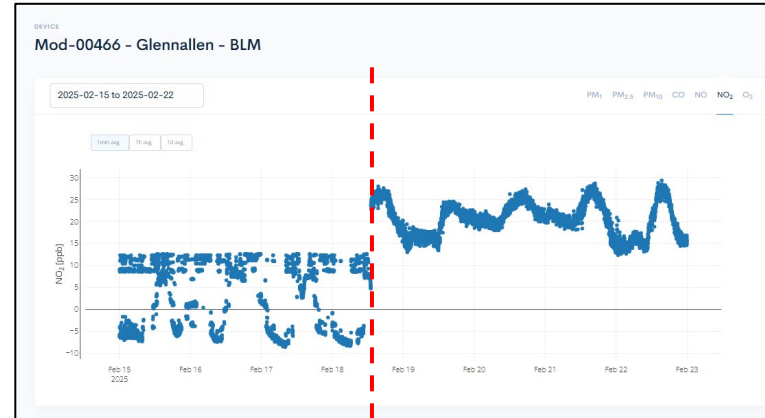 DEVICE
Mod-00466 - Glennallen - BLM
2025-02-15 to 2025-02-22
PM₁ PM₂.₅ PM₁₀ CO NO NO₂ O₃
1min avg 1h avg 1d avg
30
25
20
15
10
5
0
−5
−10
NO₂ [ppb]
Feb 15 Feb 16 Feb 17 Feb 18 Feb 19 Feb 20 Feb 21 Feb 22 Feb 23
2025